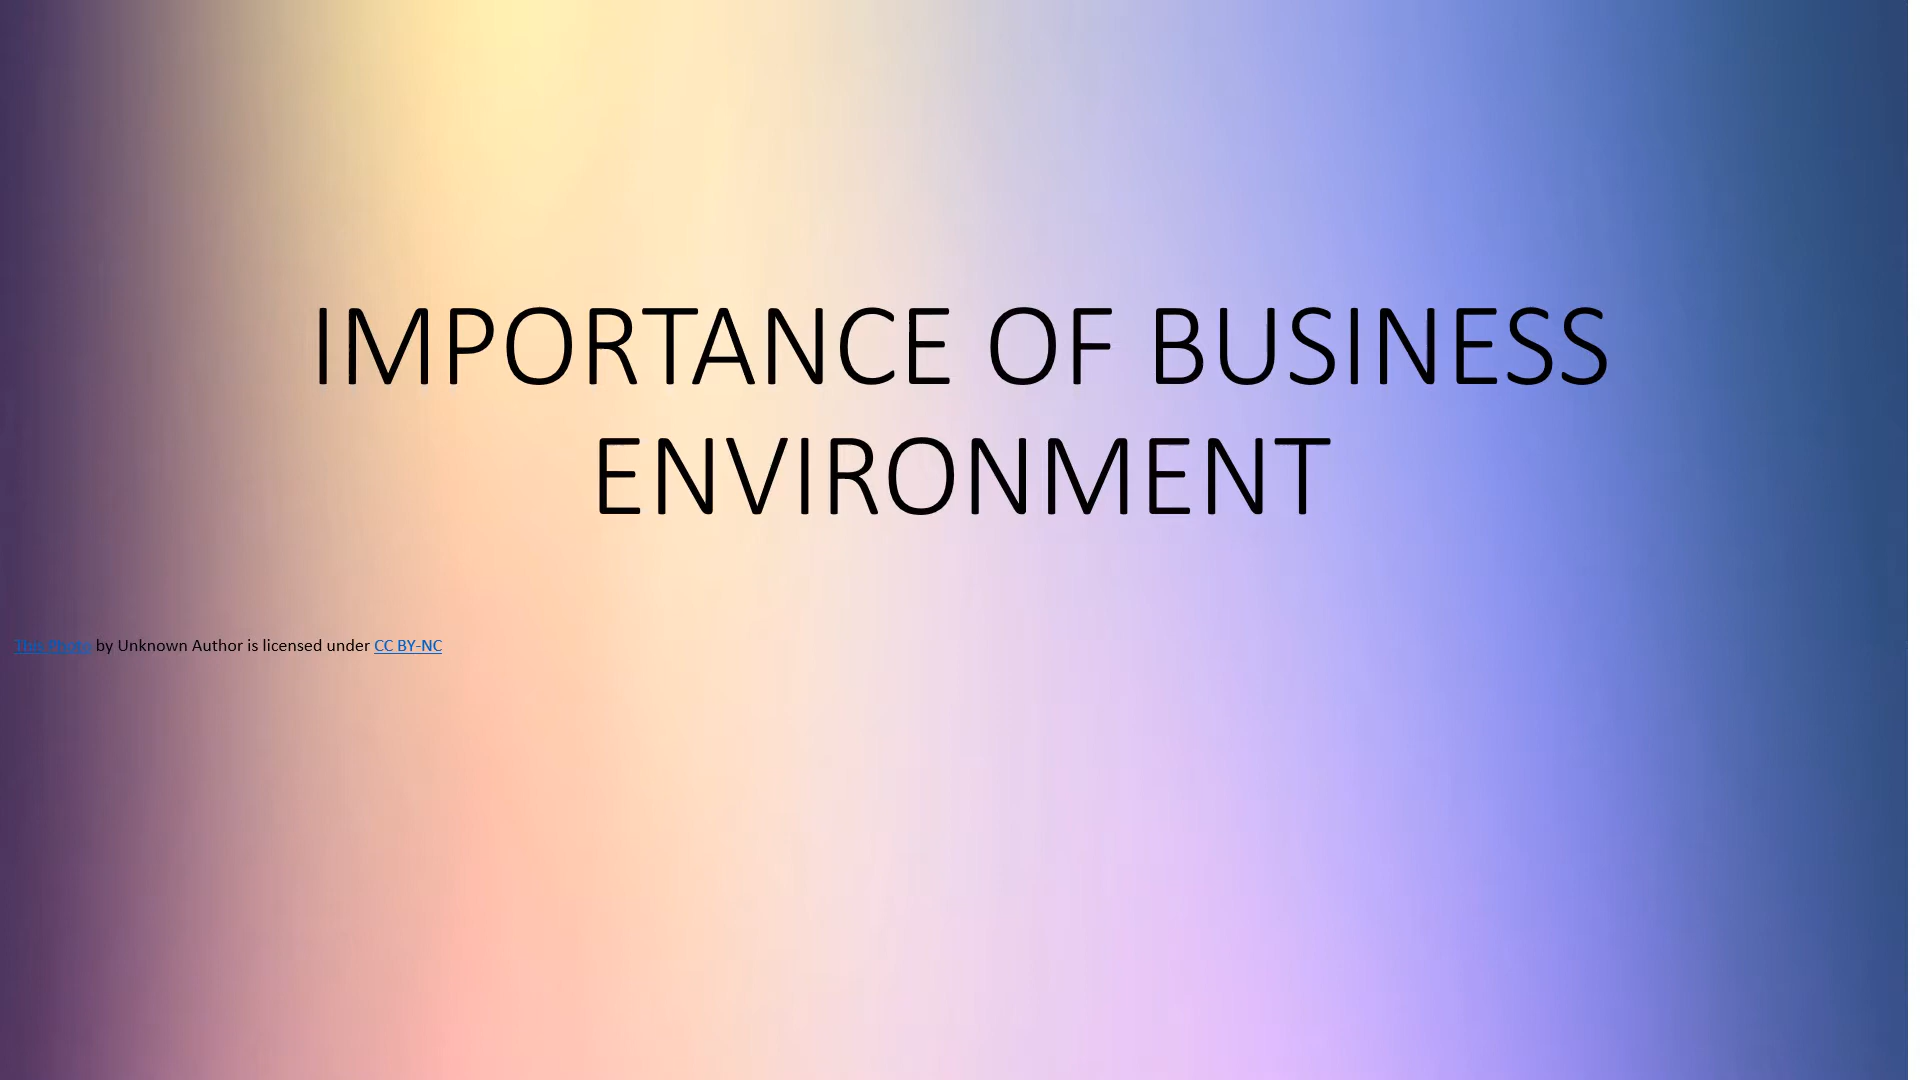 IMPORTANCE OF BUSINESS
ENVIRONMENT
This Photo by Unknown Author is licensed under CC BY-NC